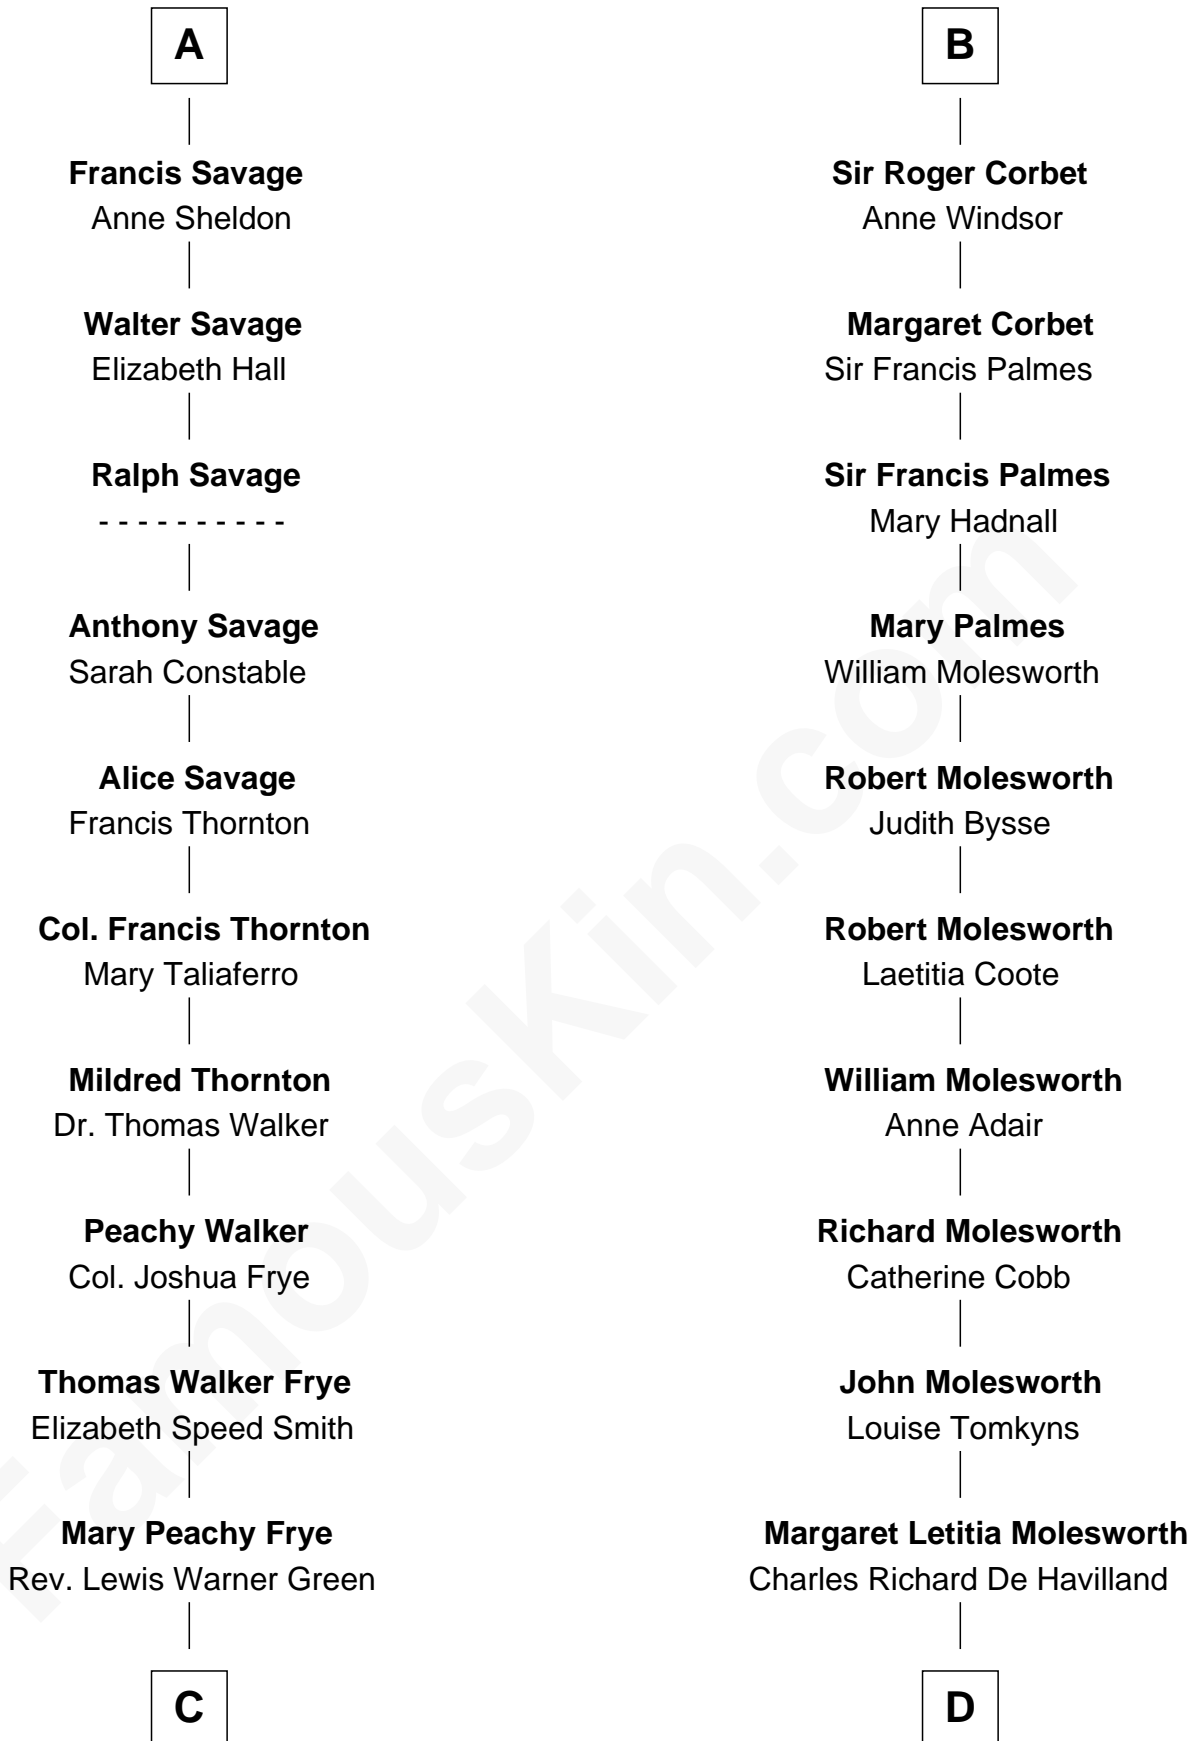 A
Francis Savage
Anne Sheldon
Walter Savage
Elizabeth Hall
Ralph Savage
- - - - - - - - - -
Anthony Savage
Sarah Constable
Alice Savage
Francis Thornton
Col. Francis Thornton
Mary Taliaferro
Mildred Thornton
Dr. Thomas Walker
Peachy Walker
Col. Joshua Frye
Thomas Walker Frye
Elizabeth Speed Smith
Mary Peachy Frye
Rev. Lewis Warner Green
C
B
Sir Roger Corbet
Anne Windsor
Margaret Corbet
Sir Francis Palmes
Sir Francis Palmes
Mary Hadnall
Mary Palmes
William Molesworth
Robert Molesworth
Judith Bysse
Robert Molesworth
Laetitia Coote
William Molesworth
Anne Adair
Richard Molesworth
Catherine Cobb
John Molesworth
Louise Tomkyns
Margaret Letitia Molesworth
Charles Richard De Havilland
D
FamousKin.com